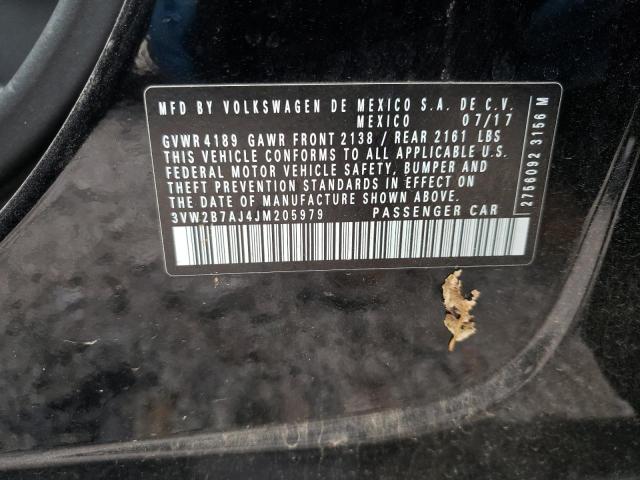 MFD BY VOLKSWAGEN DE MEXICO S.A. DE C.V.
MEXICO 07/17
GVWR 4189 GAWR FRONT 2138 / REAR 2161 LBS
THIS VEHICLE CONFORMS TO ALL APPLICABLE U.S.
FEDERAL MOTOR VEHICLE SAFETY, BUMPER AND
THEFT PREVENTION STANDARDS IN EFFECT ON
THE DATE OF MANUFACTURE SHOWN ABOVE.
3VW2B7AJ4JM205979 PASSENGER CAR
2756092 3156 M